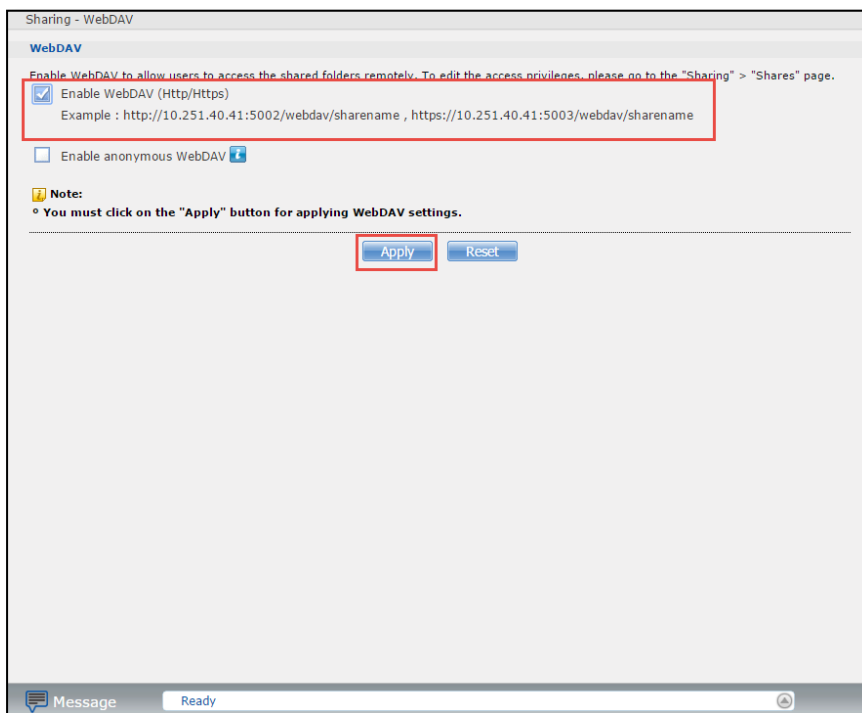 Sharing - WebDAV
WebDAV
Enable WebDAV to allow users to access the shared folders remotely. To edit the access privileges, please go to the "Sharing" > "Shares" page.
Enable WebDAV (Http/Https)
Example : http://10.251.40.41:5002/webdav/sharename , https://10.251.40.41:5003/webdav/sharename
Enable anonymous WebDAV
Note:
You must click on the "Apply" button for applying WebDAV settings.
Apply Reset
Message Ready